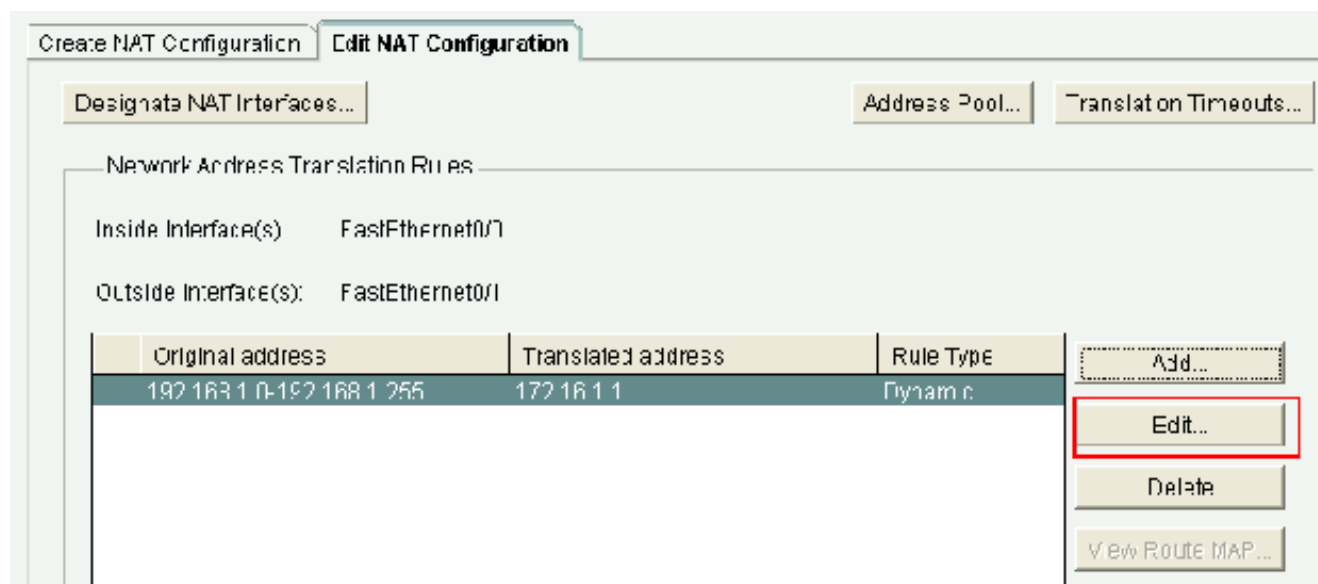 Create NAT Configuration Edit NAT Configuration
Designate NAT Interfaces... Address Pool... Translation Timeouts...
Network Address Translation Rules
Inside Interface(s) FastEthernet0/0
Outside Interface(s): FastEthernet0/1
Original address Translated address Rule Type
192.168.1.0-192.168.1.255 172.16.1.1 Dynamic
Add...
Edit...
Delete
View Route MAP...